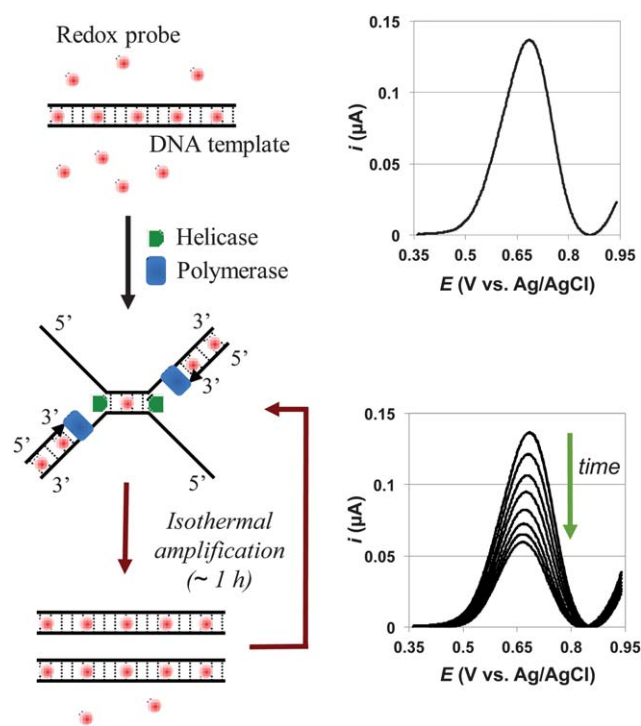 Redox probe
DNA template
Helicase
Polymerase
5’
3’
5’
3’
3’
5’
3’
5’
Isothermal
amplification
(~ 1 h)
0.15
0.1
0.05
0
i (µA)
0.35
0.5
0.65
0.8
0.95
E (V vs. Ag/AgCl)
0.15
0.1
0.05
0
i (µA)
time
0.35
0.5
0.65
0.8
0.95
E (V vs. Ag/AgCl)